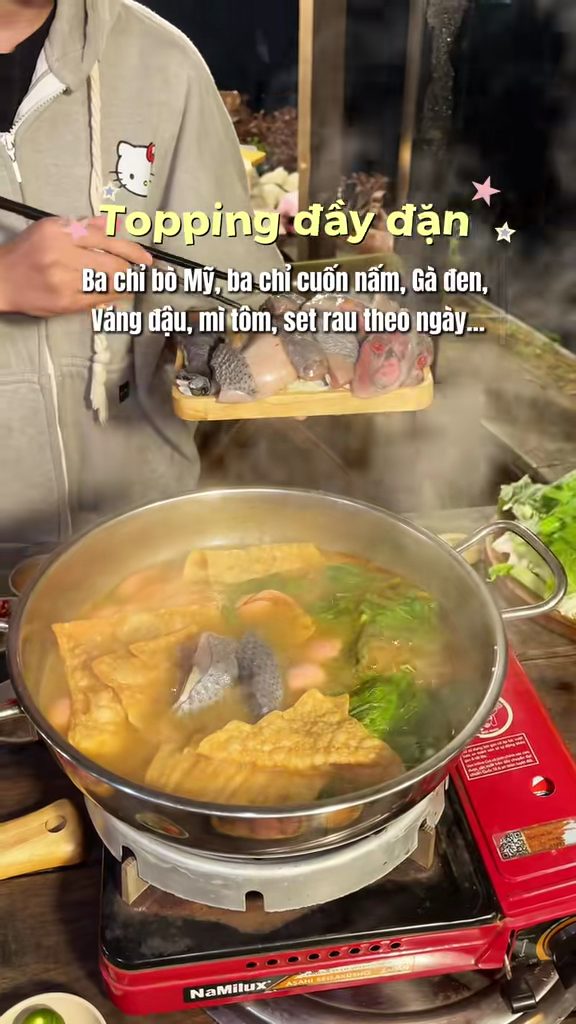 Topping đầy đặn
Ba chỉ bò Mỹ, ba chỉ cuốn nấm, Gà đen,
Váng đậu, mì tôm, set rau theo ngày...
NaMilux